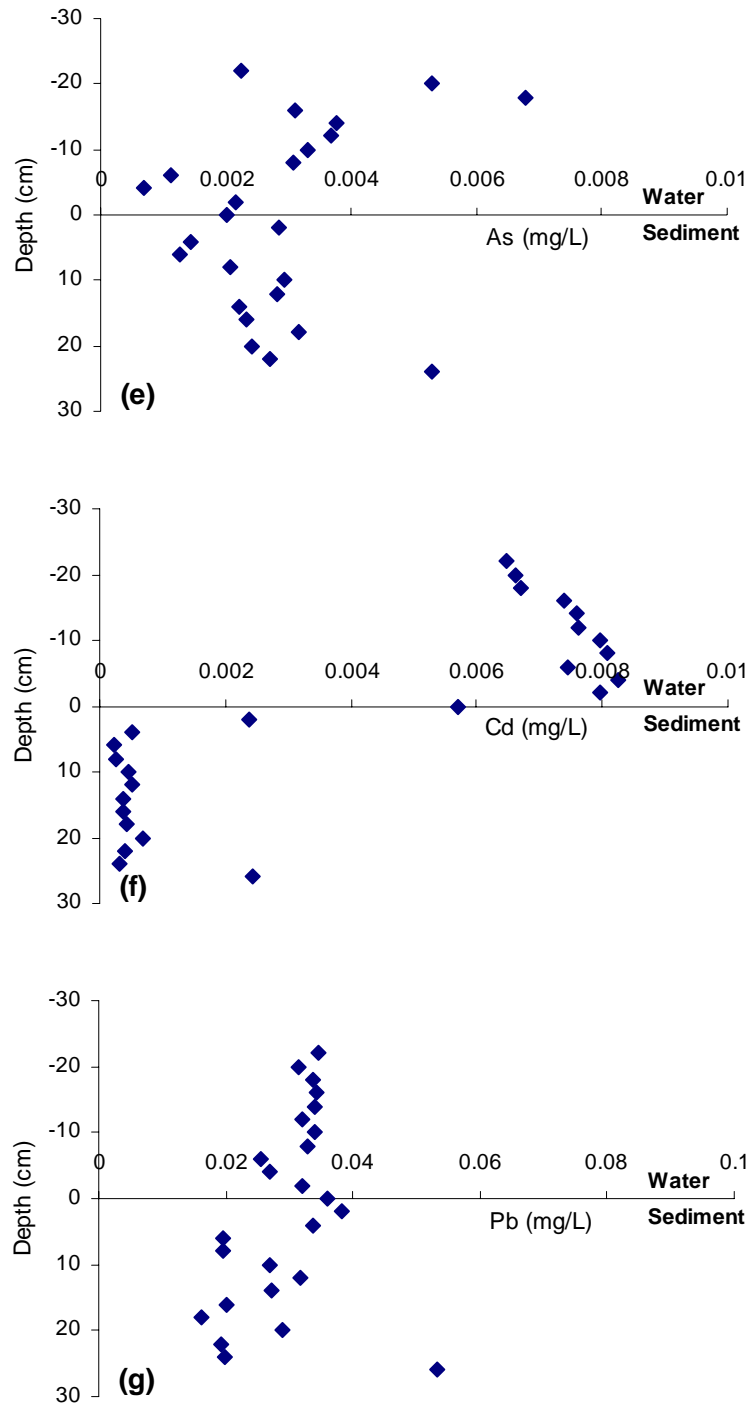 -30
-20
-10
0 0.002 0.004 0.006 0.008 0.01
Water
0
As (mg/L) Sediment
10
20
30
Depth (cm)
(e)
-30
-20
-10
0 0.002 0.004 0.006 0.008 0.01
Water
0
Cd (mg/L) Sediment
10
20
30
Depth (cm)
(f)
-30
-20
-10
0 0.02 0.04 0.06 0.08 0.1
Water
0
Pb (mg/L) Sediment
10
20
30
Depth (cm)
(g)